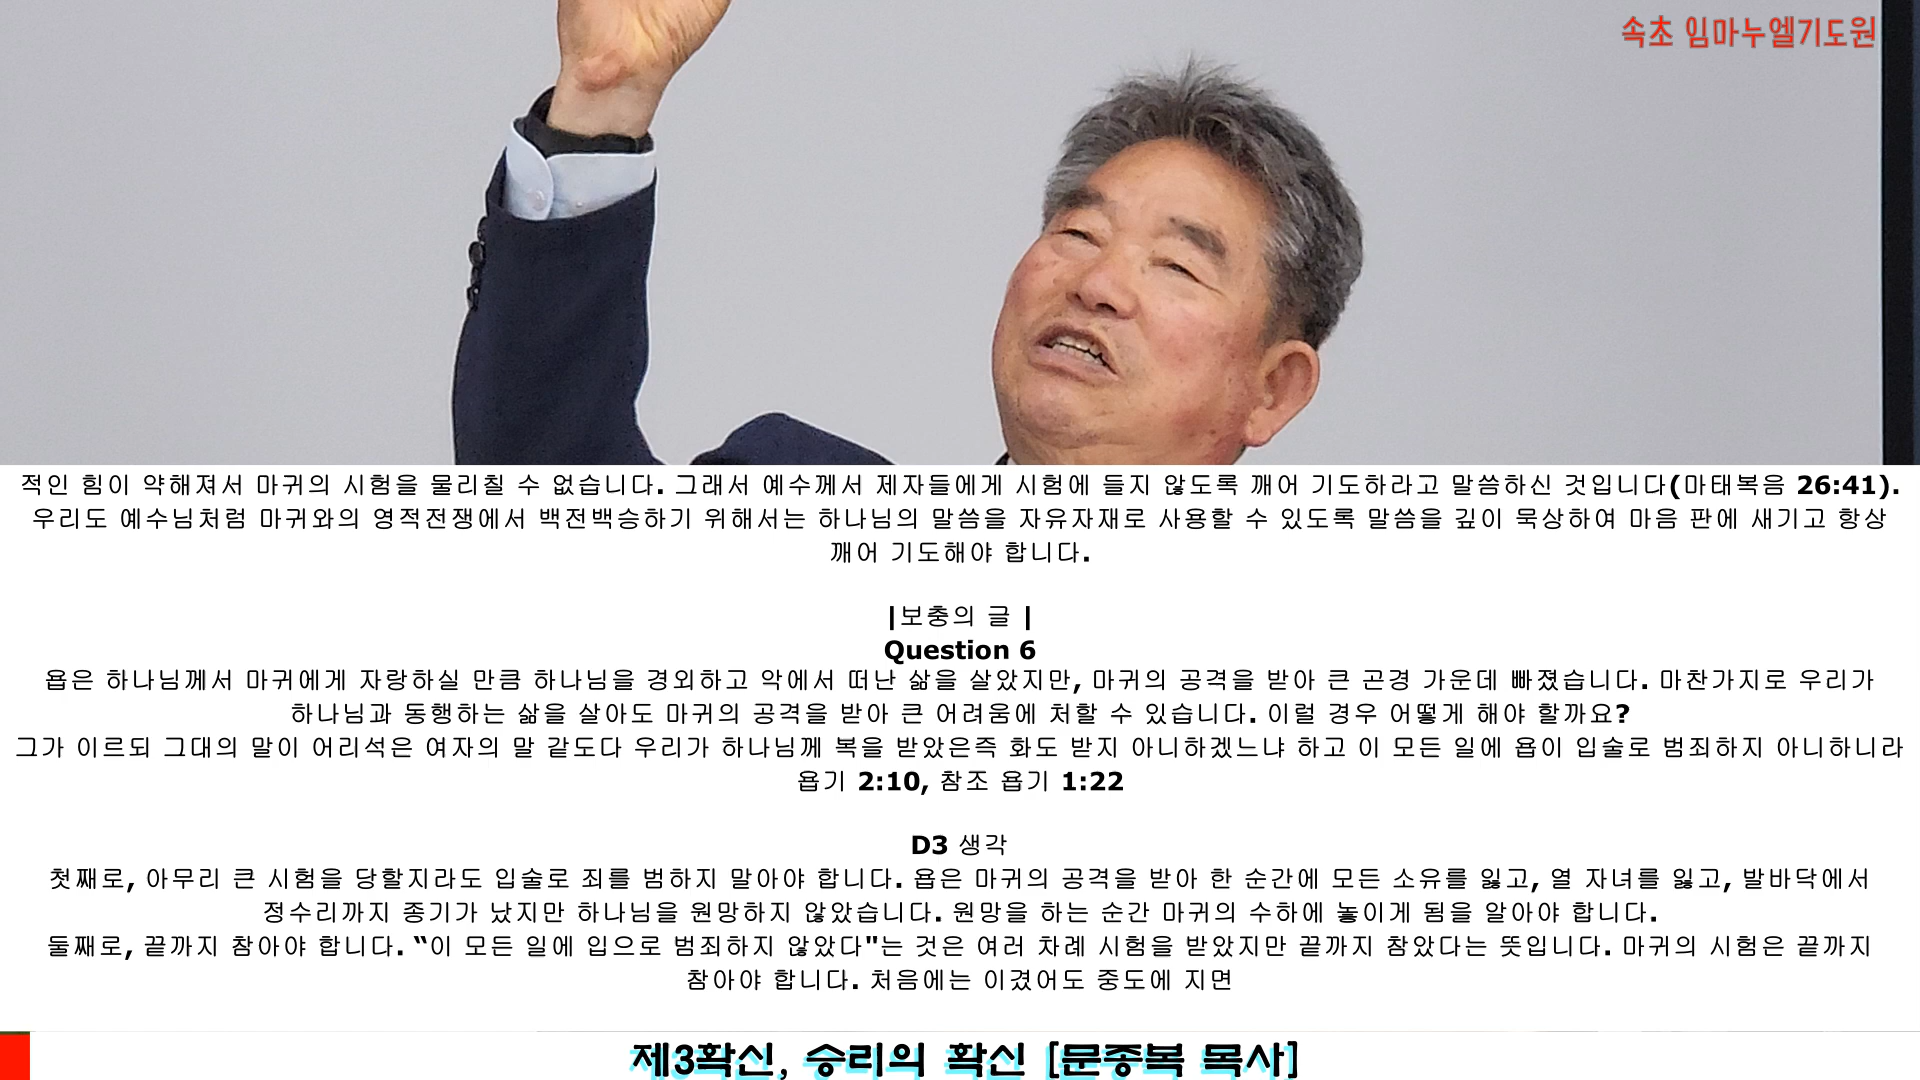 속초 임마누엘기도원
적인 힘이 약해져서 마귀의 시험을 물리칠 수 없습니다. 그래서 예수께서 제자들에게 시험에 들지 않도록 깨어 기도하라고 말씀하신 것입니다(마태복음 26:41).
우리도 예수님처럼 마귀와의 영적전쟁에서 백전백승하기 위해서는 하나님의 말씀을 자유자재로 사용할 수 있도록 말씀을 깊이 묵상하여 마음 판에 새기고 항상
깨어 기도해야 합니다.
|보충의 글 |
Question 6
욥은 하나님께서 마귀에게 자랑하실 만큼 하나님을 경외하고 악에서 떠난 삶을 살았지만, 마귀의 공격을 받아 큰 곤경 가운데 빠졌습니다. 마찬가지로 우리가
하나님과 동행하는 삶을 살아도 마귀의 공격을 받아 큰 어려움에 처할 수 있습니다. 이럴 경우 어떻게 해야 할까요?
그가 이르되 그대의 말이 어리석은 여자의 말 같도다 우리가 하나님께 복을 받았은즉 화도 받지 아니하겠느냐 하고 이 모든 일에 욥이 입술로 범죄하지 아니하니라
욥기 2:10, 참조 욥기 1:22
D3 생각
첫째로, 아무리 큰 시험을 당할지라도 입술로 죄를 범하지 말아야 합니다. 욥은 마귀의 공격을 받아 한 순간에 모든 소유를 잃고, 열 자녀를 잃고, 발바닥에서
정수리까지 종기가 났지만 하나님을 원망하지 않았습니다. 원망을 하는 순간 마귀의 수하에 놓이게 됨을 알아야 합니다.
둘째로, 끝까지 참아야 합니다. “이 모든 일에 입으로 범죄하지 않았다"는 것은 여러 차례 시험을 받았지만 끝까지 참았다는 뜻입니다. 마귀의 시험은 끝까지
참아야 합니다. 처음에는 이겼어도 중도에 지면
제3확신, 승리의 확신 [문종복 목사]